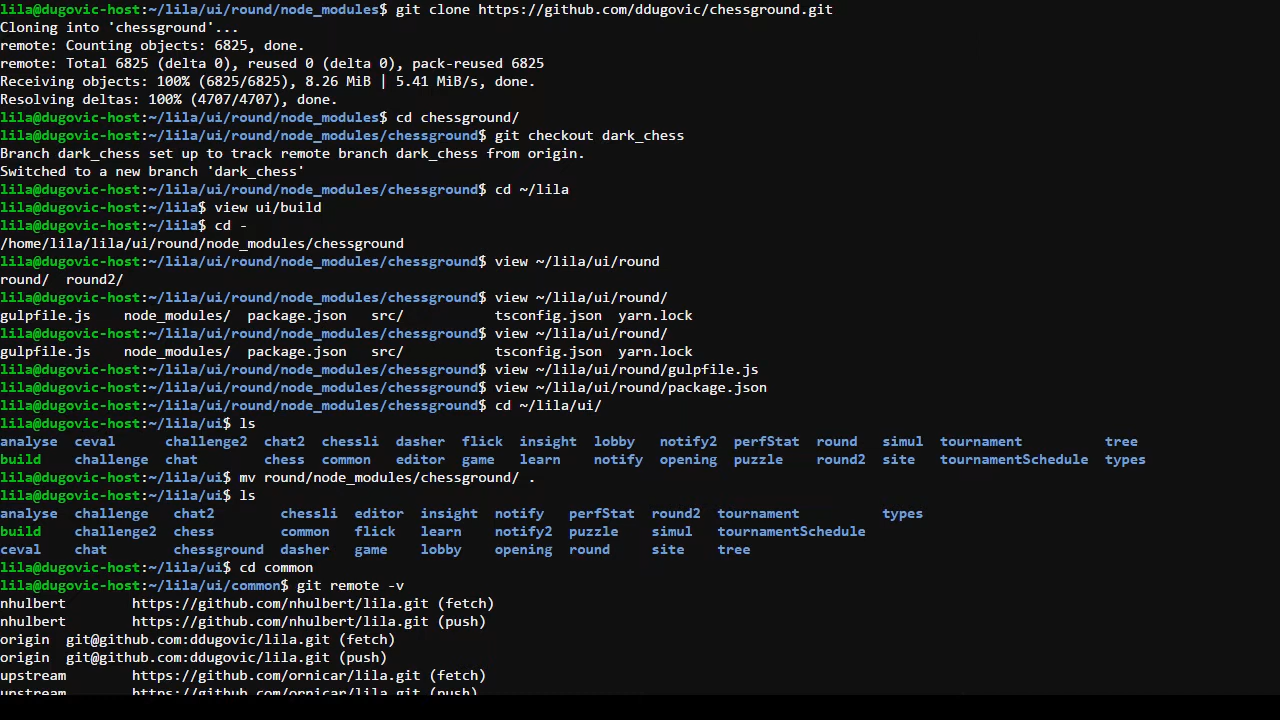 lila@dugovic-host:~/lila/ui/round/node_modules$ git clone https://github.com/ddugovic/chessground.git
Cloning into 'chessground'...
remote: Counting objects: 6825, done.
remote: Total 6825 (delta 0), reused 0 (delta 0), pack-reused 6825
Receiving objects: 100% (6825/6825), 8.26 MiB | 5.41 MiB/s, done.
Resolving deltas: 100% (4707/4707), done.
lila@dugovic-host:~/lila/ui/round/node_modules$ cd chessground/
lila@dugovic-host:~/lila/ui/round/node_modules/chessground$ git checkout dark_chess
Branch dark_chess set up to track remote branch dark_chess from origin.
Switched to a new branch 'dark_chess'
lila@dugovic-host:~/lila/ui/round/node_modules/chessground$ cd ~/lila
lila@dugovic-host:~/lila$ view ui/build
lila@dugovic-host:~/lila$ cd -
/home/lila/lila/ui/round/node_modules/chessground
lila@dugovic-host:~/lila/ui/round/node_modules/chessground$ view ~/lila/ui/round
round/  round2/
lila@dugovic-host:~/lila/ui/round/node_modules/chessground$ view ~/lila/ui/round/
gulpfile.js    node_modules/ package.json   src/           tsconfig.json  yarn.lock
lila@dugovic-host:~/lila/ui/round/node_modules/chessground$ view ~/lila/ui/round/
gulpfile.js    node_modules/ package.json   src/           tsconfig.json  yarn.lock
lila@dugovic-host:~/lila/ui/round/node_modules/chessground$ view ~/lila/ui/round/gulpfile.js
lila@dugovic-host:~/lila/ui/round/node_modules/chessground$ view ~/lila/ui/round/package.json
lila@dugovic-host:~/lila/ui/round/node_modules/chessground$ cd ~/lila/ui/
lila@dugovic-host:~/lila/ui$ ls
analyse  ceval      challenge2  chat2  chessli  dasher  flick  insight  lobby   notify2  perfStat  round   simul  tournament          tree
build    challenge  chat        chess  common   editor  game   learn    notify  opening  puzzle    round2  site   tournamentSchedule  types
lila@dugovic-host:~/lila/ui$ mv round/node_modules/chessground/ .
lila@dugovic-host:~/lila/ui$ ls
analyse  challenge   chat2        chessli  editor  insight  notify   perfStat  round2  tournament          types
build    challenge2  chess        common   flick   learn    notify2  puzzle    simul   tournamentSchedule
ceval    chat        chessground  dasher   game    lobby    opening  round     site    tree
lila@dugovic-host:~/lila/ui$ cd common
lila@dugovic-host:~/lila/ui/common$ git remote -v
nhulbert        https://github.com/nhulbert/lila.git (fetch)
nhulbert        https://github.com/nhulbert/lila.git (push)
origin  git@github.com:ddugovic/lila.git (fetch)
origin  git@github.com:ddugovic/lila.git (push)
upstream        https://github.com/ornicar/lila.git (fetch)
upstream        https://github.com/ornicar/lila.git (push)